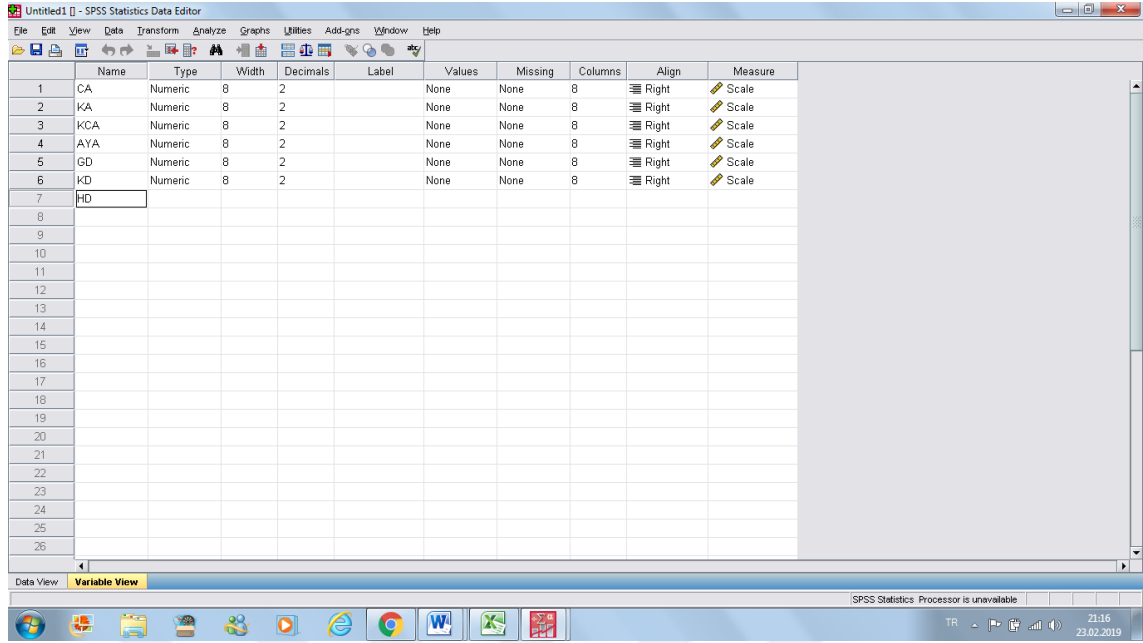 Untitled1 [] - SPSS Statistics Data Editor
File Edit View Data Transform Analyze Graphs Utilities Add-ons Window Help
Name Type Width Decimals Label Values Missing Columns Align Measure
1 CA Numeric 8 2 None None 8 Right Scale
2 KA Numeric 8 2 None None 8 Right Scale
3 KCA Numeric 8 2 None None 8 Right Scale
4 AYA Numeric 8 2 None None 8 Right Scale
5 GD Numeric 8 2 None None 8 Right Scale
6 KD Numeric 8 2 None None 8 Right Scale
7 HD
8
9
10
11
12
13
14
15
16
17
18
19
20
21
22
23
24
25
26
Data View Variable View
SPSS Statistics Processor is unavailable
TR 21:16
23.02.2019